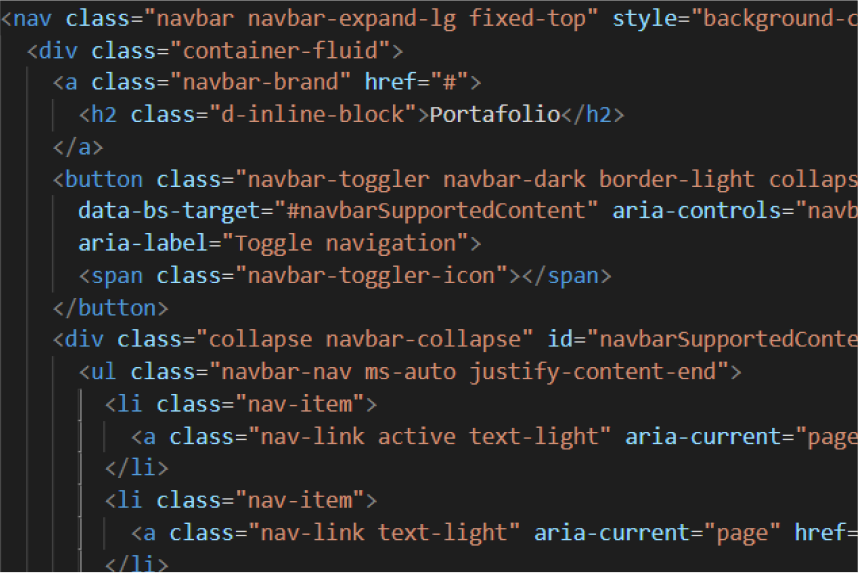 <nav class="navbar navbar-expand-lg fixed-top" style="background-c
<div class="container-fluid">
<a class="navbar-brand" href="#">
<h2 class="d-inline-block">Portafolio</h2>
</a>
<button class="navbar-toggler navbar-dark border-light collaps
data-bs-target="#navbarSupportedContent" aria-controls="navb
aria-label="Toggle navigation">
<span class="navbar-toggler-icon"></span>
</button>
<div class="collapse navbar-collapse" id="navbarSupportedConte
<ul class="navbar-nav ms-auto justify-content-end">
<li class="nav-item">
<a class="nav-link active text-light" aria-current="page
</li>
<li class="nav-item">
<a class="nav-link text-light" aria-current="page" href=
</li>